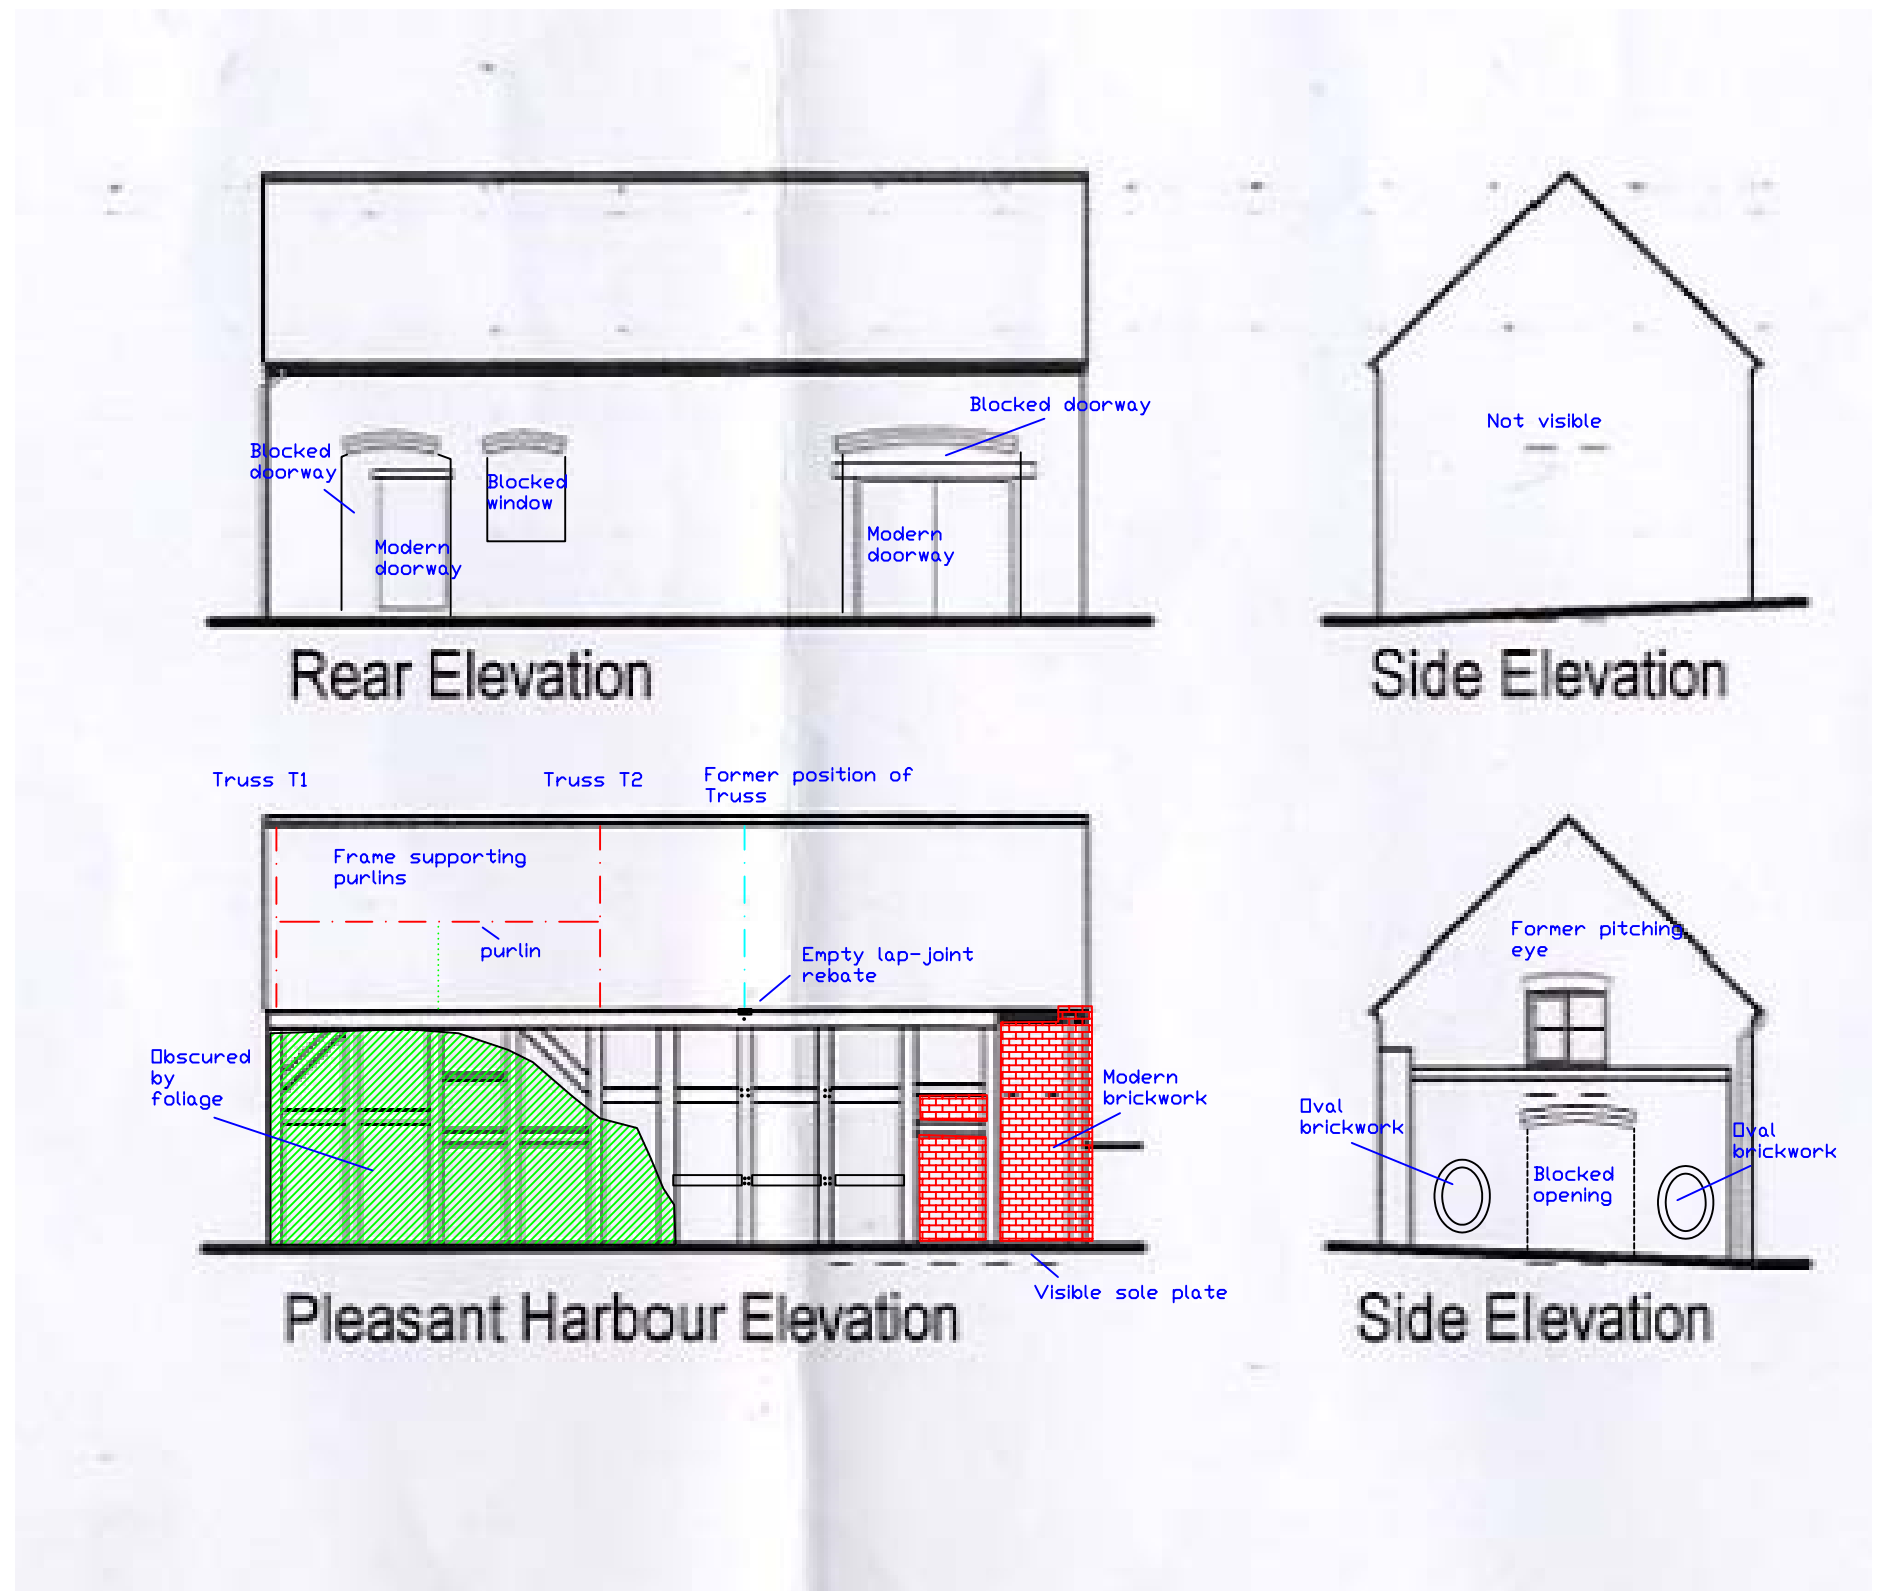 Blocked doorway
Blocked
doorway
Blocked
window
Modern
doorway
Modern
doorway
Rear Elevation
Not visible
Side Elevation
Truss T1
Truss T2
Former position of
Truss
Frame supporting
purlins
purlin
Empty lap-joint
rebate
Obscured
by
foliage
Modern
brickwork
Visible sole plate
Pleasant Harbour Elevation
Former pitching
eye
Oval
brickwork
Oval
brickwork
Blocked
opening
Side Elevation